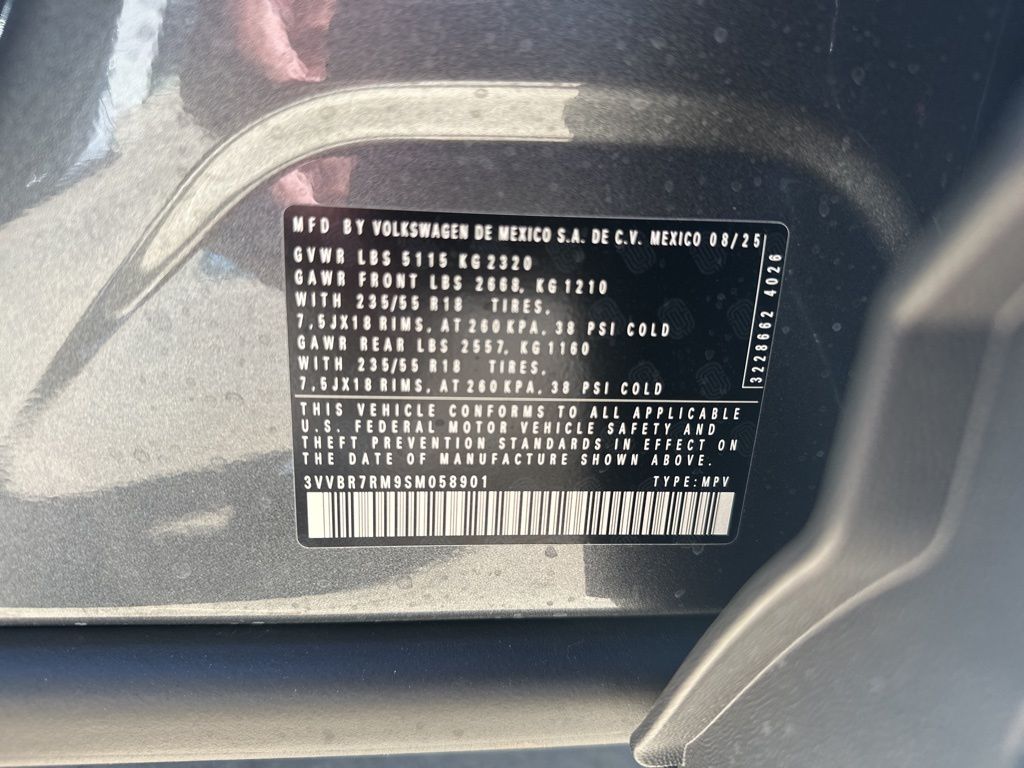 MFD BY VOLKSWAGEN DE MEXICO S.A. DE C.V. MEXICO 08/25
GVWR LBS 5115 KG 2320
GAWR FRONT LBS 2668, KG 1210
WITH 235/55 R18 TIRES,
7,5JX18 RIMS, AT 260 KPA, 38 PSI COLD
GAWR REAR LBS 2557, KG 1160
WITH 235/55 R18 TIRES,
7,5JX18 RIMS, AT 260 KPA, 38 PSI COLD
3228662 4026
THIS VEHICLE CONFORMS TO ALL APPLICABLE
U.S. FEDERAL MOTOR VEHICLE SAFETY AND
THEFT PREVENTION STANDARDS IN EFFECT ON
THE DATE OF MANUFACTURE SHOWN ABOVE.
3VVBR7RM9SM058901 TYPE: MPV